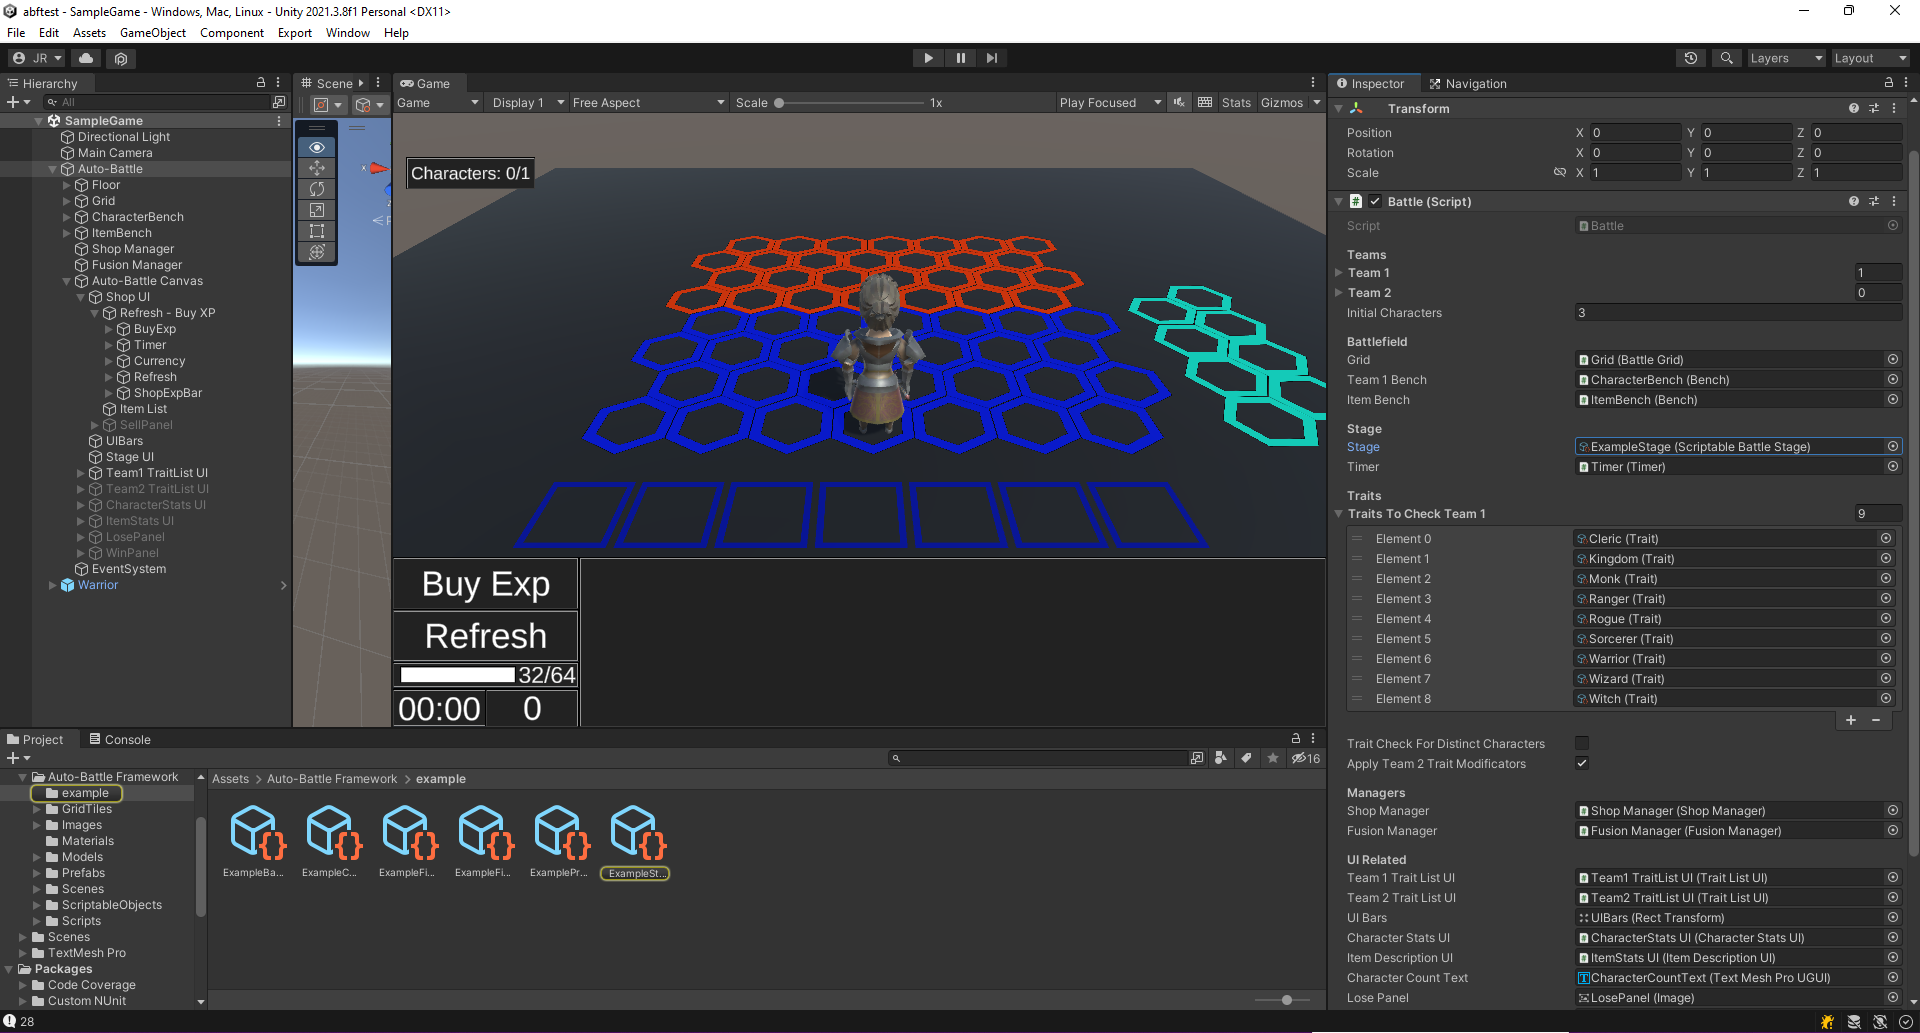 abftest - SampleGame - Windows, Mac, Linux - Unity 2021.3.8f1 Personal <DX11>
File Edit Assets GameObject Component Export Window Help
JR
Layers
Layout
Hierarchy
All
SampleGame
Directional Light
Main Camera
Auto-Battle
Floor
Grid
CharacterBench
ItemBench
Shop Manager
Fusion Manager
Auto-Battle Canvas
Shop UI
Refresh - Buy XP
BuyExp
Timer
Currency
Refresh
ShopExpBar
Item List
SellPanel
UIBars
Stage UI
Team1 TraitList UI
Team2 TraitList UI
CharacterStats UI
ItemStats UI
LosePanel
WinPanel
EventSystem
Warrior
Scene
Game
Game
Display 1
Free Aspect
Scale
1x
Play Focused
Stats
Gizmos
Characters: 0/1
Buy Exp
Refresh
32/64
00:00
0
Inspector
Navigation
Transform
Position X 0 Y 0 Z 0
Rotation X 0 Y 0 Z 0
Scale X 1 Y 1 Z 1
Battle (Script)
Script Battle
Teams
Team 1 1
Team 2 0
Initial Characters 3
Battlefield
Grid Grid (Battle Grid)
Team 1 Bench CharacterBench (Bench)
Item Bench ItemBench (Bench)
Stage
Stage ExampleStage (Scriptable Battle Stage)
Timer Timer (Timer)
Traits
Traits To Check Team 1 9
Element 0 Cleric (Trait)
Element 1 Kingdom (Trait)
Element 2 Monk (Trait)
Element 3 Ranger (Trait)
Element 4 Rogue (Trait)
Element 5 Sorcerer (Trait)
Element 6 Warrior (Trait)
Element 7 Wizard (Trait)
Element 8 Witch (Trait)
Trait Check For Distinct Characters
Apply Team 2 Trait Modificators
Managers
Shop Manager Shop Manager (Shop Manager)
Fusion Manager Fusion Manager (Fusion Manager)
UI Related
Team 1 Trait List UI Team1 TraitList UI (Trait List UI)
Team 2 Trait List UI Team2 TraitList UI (Trait List UI)
UI Bars UIBars (Rect Transform)
Character Stats UI CharacterStats UI (Character Stats UI)
Item Description UI ItemStats UI (Item Description UI)
Character Count Text CharacterCountText (Text Mesh Pro UGUI)
Lose Panel LosePanel (Image)
Project
Console
16
Auto-Battle Framework
example
GridTiles
Images
Materials
Models
Prefabs
Scenes
ScriptableObjects
Scripts
Scenes
TextMesh Pro
Packages
Code Coverage
Custom NUnit
Assets > Auto-Battle Framework > example
ExampleBa...
ExampleC...
ExampleFi...
ExampleFi...
ExamplePr...
ExampleSt...
28